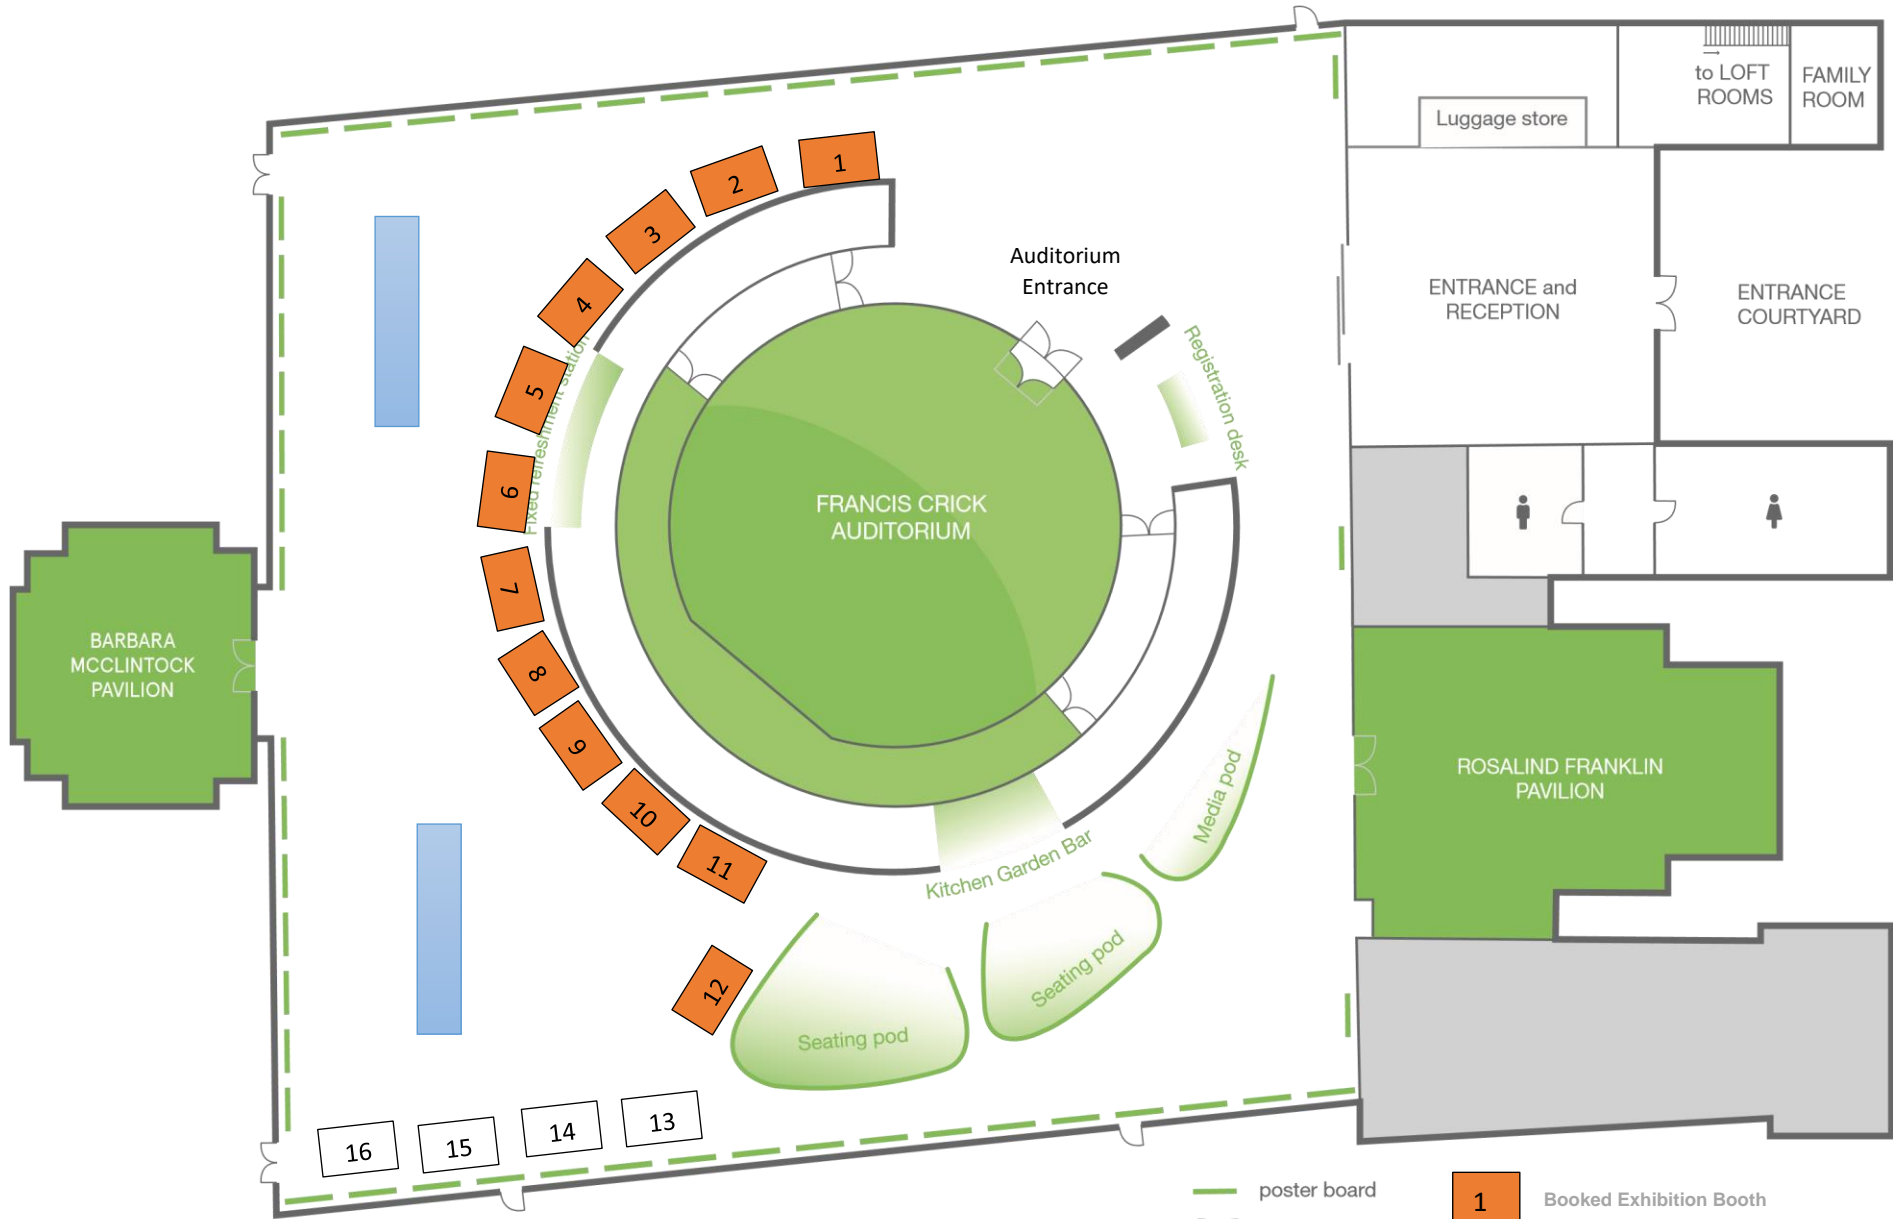 to LOFT
ROOMS
FAMILY
ROOM
Luggage store
1
2
3
4
5
6
7
8
9
10
11
12
13
14
15
16
Auditorium
Entrance
ENTRANCE and
RECEPTION
ENTRANCE
COURTYARD
Registration desk
Fixed refreshment station
FRANCIS CRICK
AUDITORIUM
BARBARA
MCCLINTOCK
PAVILION
ROSALIND FRANKLIN
PAVILION
Media pod
Kitchen Garden Bar
Seating pod
Seating pod
poster board
1
Booked Exhibition Booth